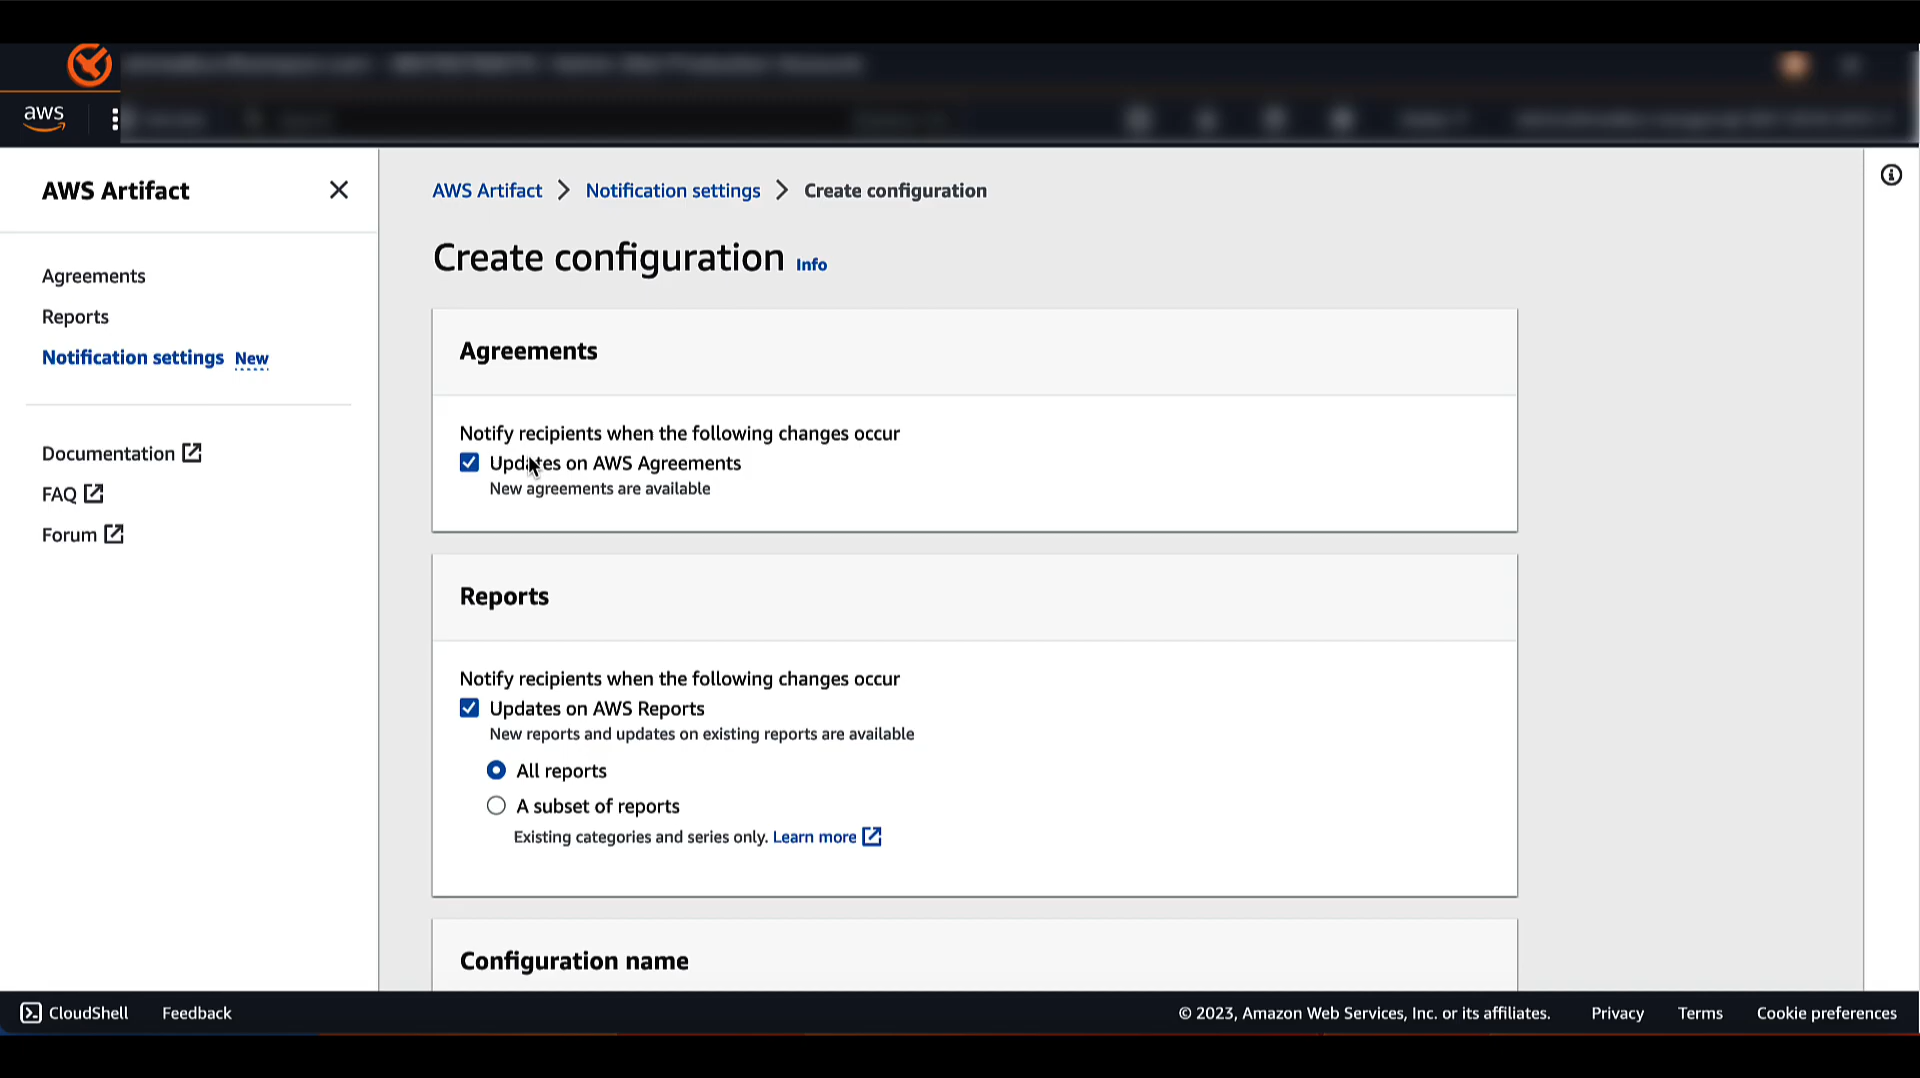 aws
AWS Artifact
Agreements
Reports
Notification settings New
Documentation
FAQ
Forum
AWS Artifact > Notification settings > Create configuration
Create configuration Info
Agreements
Notify recipients when the following changes occur
Updates on AWS Agreements
New agreements are available
Reports
Notify recipients when the following changes occur
Updates on AWS Reports
New reports and updates on existing reports are available
All reports
A subset of reports
Existing categories and series only. Learn more
Configuration name
CloudShell Feedback © 2023, Amazon Web Services, Inc. or its affiliates. Privacy Terms Cookie preferences